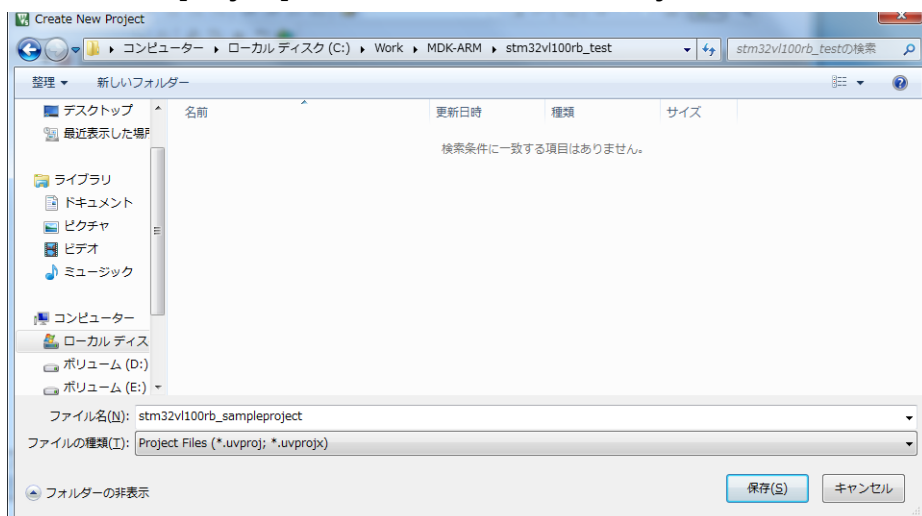 Create New Project
コンピューター ▸ ローカル ディスク (C:) ▸ Work ▸ MDK-ARM ▸ stm32vl100rb_test
stm32vl100rb_testの検索
整理 新しいフォルダー
名前 更新日時 種類 サイズ
検索条件に一致する項目はありません。
デスクトップ
最近表示した場所
ライブラリ
ドキュメント
ピクチャ
ビデオ
ミュージック
コンピューター
ローカル ディス
ボリューム (D:)
ボリューム (E:)
ファイル名(N): stm32vl100rb_sampleproject
ファイルの種類(T): Project Files (*.uvproj; *.uvprojx)
フォルダーの非表示 保存(S) キャンセル